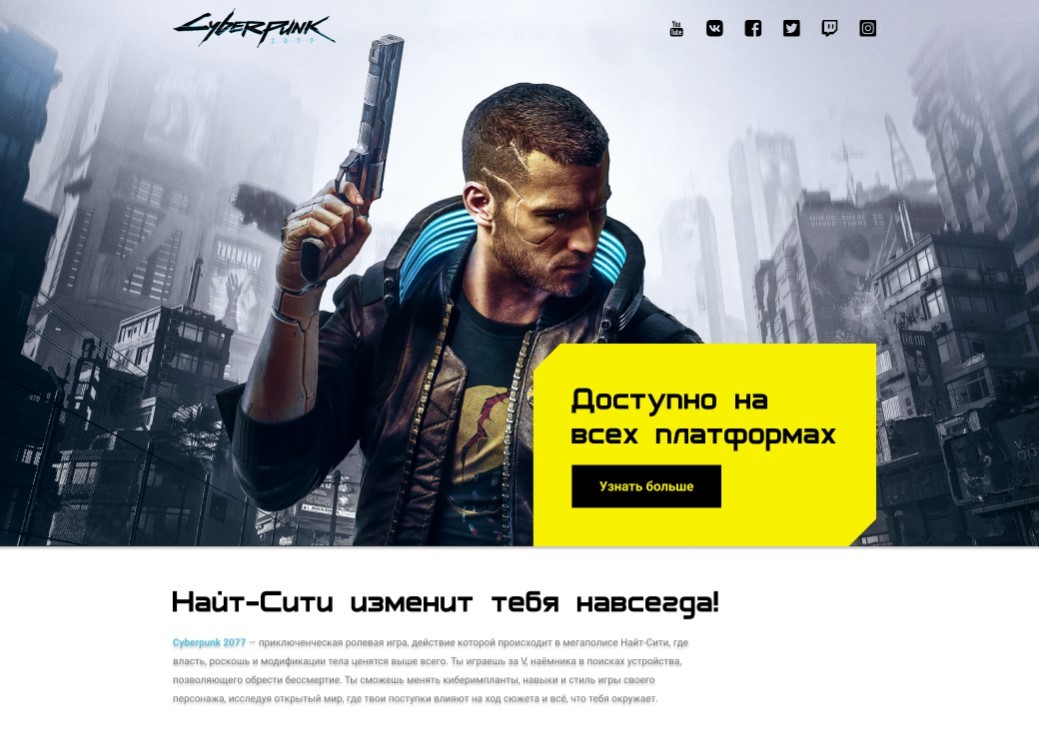 Cyberpunk
2077
You
Tube
Доступно на
всех платформах
Узнать больше
Найт-Сити изменит тебя навсегда!
Cyberpunk 2077 — приключенческая ролевая игра, действие которой происходит в мегаполисе Найт-Сити, где
власть, роскошь и модификации тела ценятся выше всего. Ты играешь за V, наёмника в поисках устройства,
позволяющего обрести бессмертие. Ты сможешь менять киберимпланты, навыки и стиль игры своего
персонажа, исследуя открытый мир, где твои поступки влияют на ход сюжета и всё, что тебя окружает.